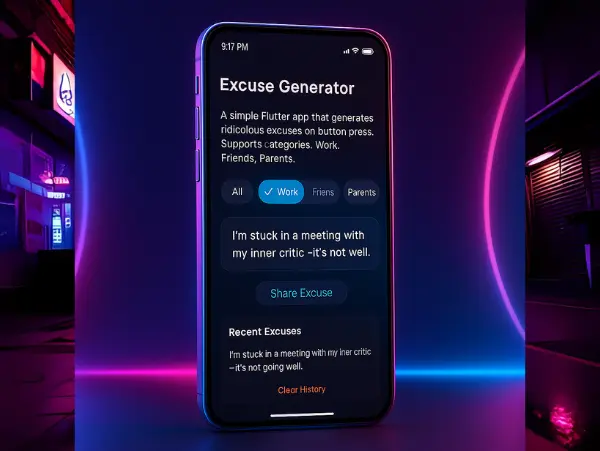 9:17 PM
Excuse Generator
A simple Flutter app that generates
ridicolous excuses on button press.
Supports categories. Work.
Friends, Parents.
All
✓ Work
Friens
Parents
I'm stuck in a meeting with
my inner critic –it's not well.
Share Excuse
Recent Excuses
I'm stuck in a meeting with my iner critic
–it's not going well.
Clear History